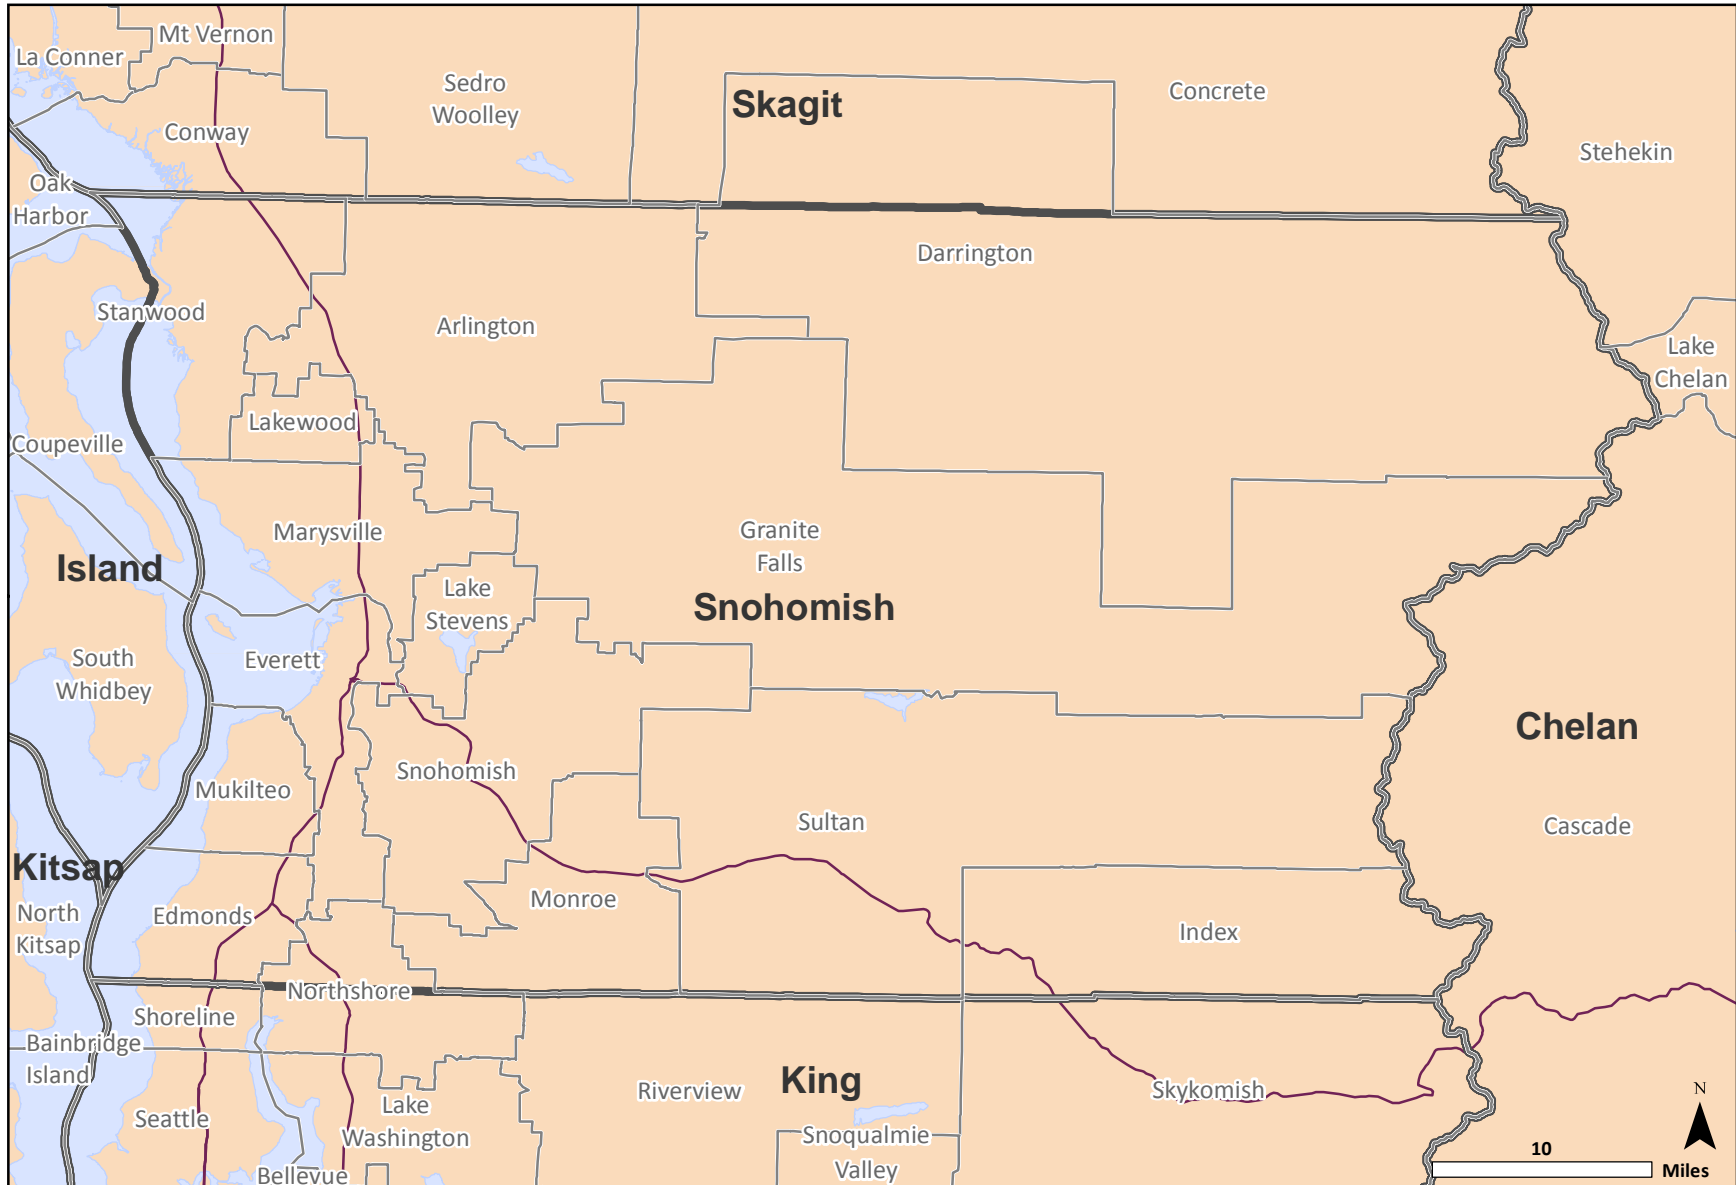 Mt Vernon
La Conner
Sedro
Woolley
Skagit
Concrete
Conway
Stehekin
Oak
Harbor
Darrington
Stanwood
Arlington
Lake
Chelan
Lakewood
Coupeville
Marysville
Granite
Falls
Island
Lake
Stevens
Snohomish
South
Whidbey
Everett
Chelan
Snohomish
Mukilteo
Sultan
Cascade
Kitsap
North
Kitsap
Edmonds
Monroe
Index
Northshore
Shoreline
Bainbridge
Island
King
Riverview
Skykomish
Seattle
Lake
Washington
Snoqualmie
Valley
Bellevue
N
10
Miles